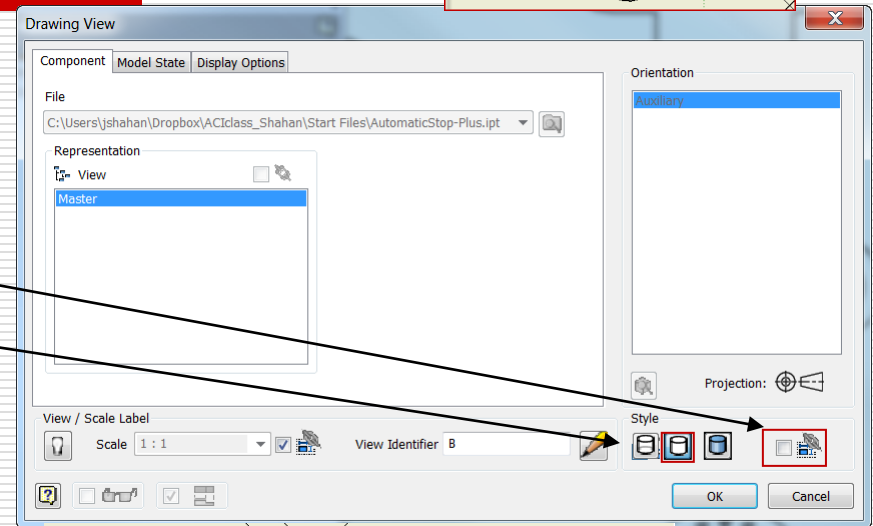 Drawing View
X
Component Model State Display Options
File
C:\Users\jshahan\Dropbox\ACIclass_Shahan\Start Files\AutomaticStop-Plus.ipt
Representation
View
Master
Orientation
Auxiliary
Projection:
View / Scale Label
Scale 1 : 1
View Identifier B
Style
?
OK Cancel